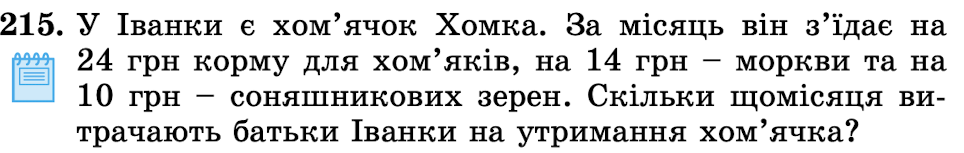 215. У Іванки є хом’ячок Хомка. За місяць він з’їдає на
24 грн корму для хом’яків, на 14 грн – моркви та на
10 грн – соняшникових зерен. Скільки щомісяця ви-
трачають батьки Іванки на утримання хом’ячка?